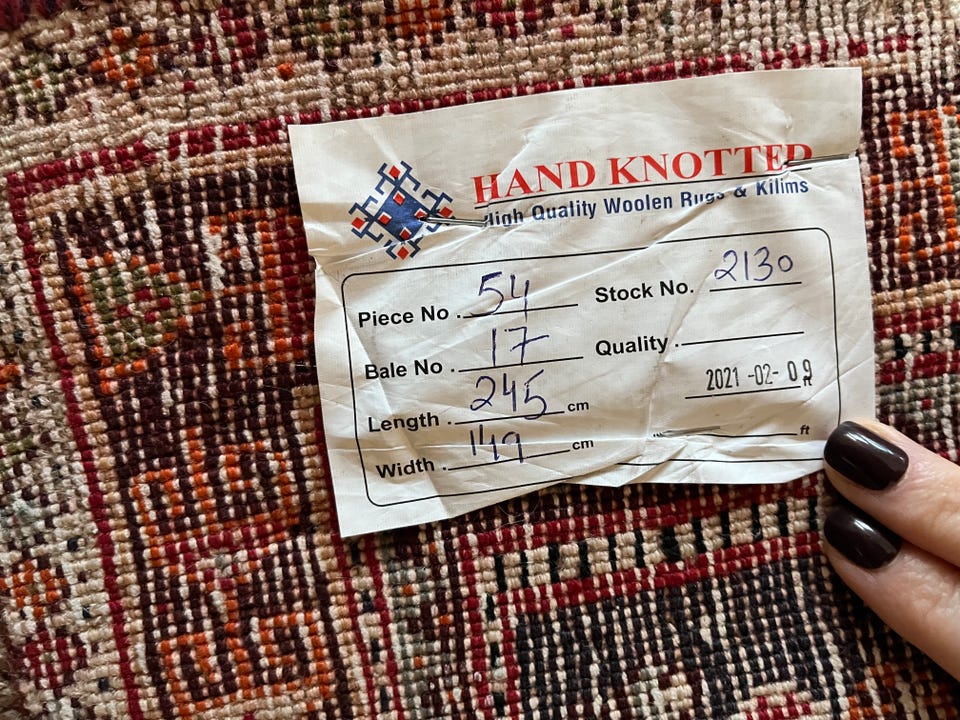 HAND KNOTTED
High Quality Woolen Rugs & Kilims
Piece No . 54 Stock No. 2130
Bale No . 17 Quality .
Length . 245 cm 2021 -02- 09
Width . 149 cm ft